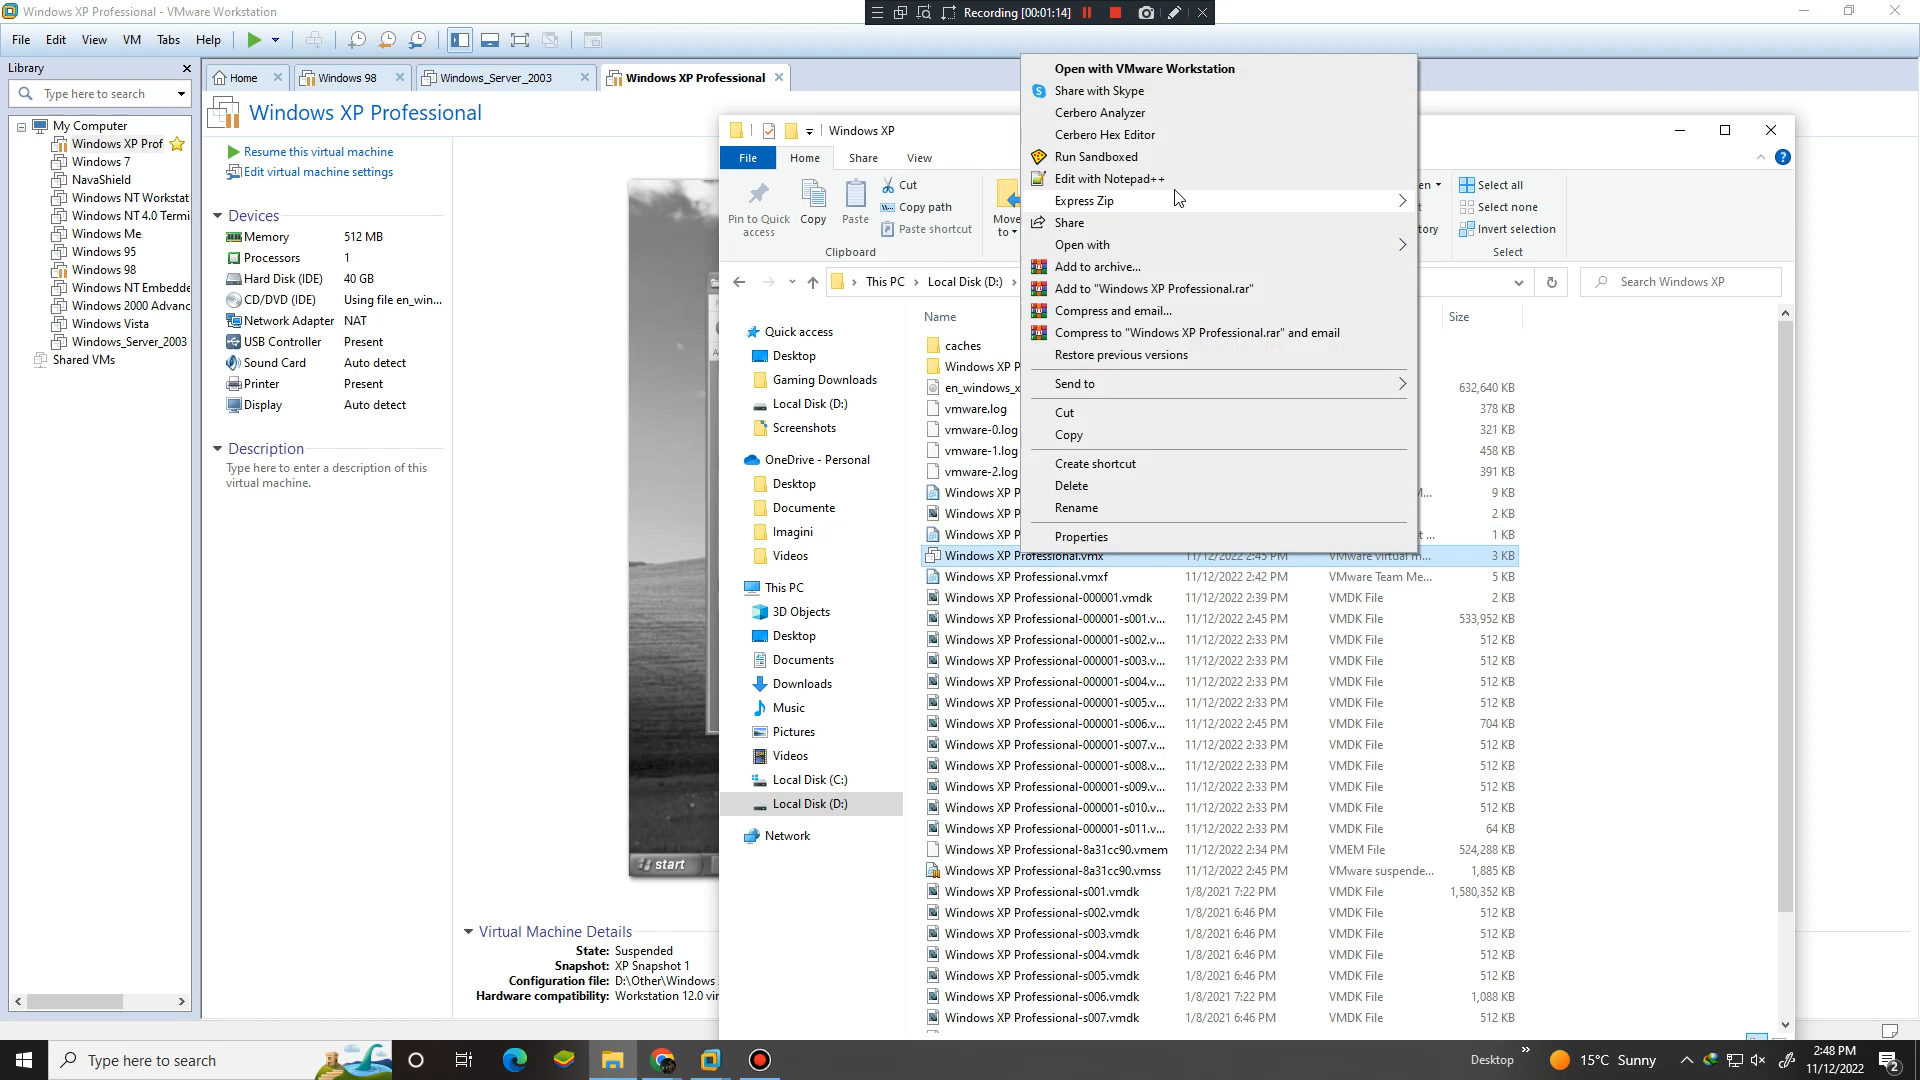 Windows XP Professional - VMware Workstation
Recording [00:01:14]
File Edit View VM Tabs Help
Library
Type here to search
My Computer
Windows XP Prof
Windows 7
NavaShield
Windows NT Workstat
Windows NT 4.0 Termi
Windows Me
Windows 95
Windows 98
Windows NT Embedde
Windows 2000 Advanc
Windows Vista
Windows_Server_2003
Shared VMs
Home Windows 98 Windows_Server_2003 Windows XP Professional
Windows XP Professional
Resume this virtual machine
Edit virtual machine settings
Devices
Memory 512 MB
Processors 1
Hard Disk (IDE) 40 GB
CD/DVD (IDE) Using file en_win...
Network Adapter NAT
USB Controller Present
Sound Card Auto detect
Printer Present
Display Auto detect
Description
Type here to enter a description of this
virtual machine.
start
Virtual Machine Details
State: Suspended
Snapshot: XP Snapshot 1
Configuration file: D:\Other\Windows
Hardware compatibility: Workstation 12.0 vir
Windows XP
File Home Share View
Pin to Quick
access
Copy
Paste
Cut
Copy path
Paste shortcut
Clipboard
Move
to
Select all
Select none
Invert selection
Select
This PC Local Disk (D:)
Search Windows XP
Quick access
Desktop
Gaming Downloads
Local Disk (D:)
Screenshots
OneDrive - Personal
Desktop
Documente
Imagini
Videos
This PC
3D Objects
Desktop
Documents
Downloads
Music
Pictures
Videos
Local Disk (C:)
Local Disk (D:)
Network
Name Size
caches
Windows XP P
en_windows_x 632,640 KB
vmware.log 378 KB
vmware-0.log 321 KB
vmware-1.log 458 KB
vmware-2.log 391 KB
Windows XP P 9 KB
Windows XP P 2 KB
Windows XP P 1 KB
Windows XP Professional.vmx 11/12/2022 2:45 PM VMware virtual m... 3 KB
Windows XP Professional.vmxf 11/12/2022 2:42 PM VMware Team Me... 5 KB
Windows XP Professional-000001.vmdk 11/12/2022 2:39 PM VMDK File 2 KB
Windows XP Professional-000001-s001.v... 11/12/2022 2:45 PM VMDK File 533,952 KB
Windows XP Professional-000001-s002.v... 11/12/2022 2:33 PM VMDK File 512 KB
Windows XP Professional-000001-s003.v... 11/12/2022 2:33 PM VMDK File 512 KB
Windows XP Professional-000001-s004.v... 11/12/2022 2:33 PM VMDK File 512 KB
Windows XP Professional-000001-s005.v... 11/12/2022 2:33 PM VMDK File 512 KB
Windows XP Professional-000001-s006.v... 11/12/2022 2:45 PM VMDK File 704 KB
Windows XP Professional-000001-s007.v... 11/12/2022 2:33 PM VMDK File 512 KB
Windows XP Professional-000001-s008.v... 11/12/2022 2:33 PM VMDK File 512 KB
Windows XP Professional-000001-s009.v... 11/12/2022 2:33 PM VMDK File 512 KB
Windows XP Professional-000001-s010.v... 11/12/2022 2:33 PM VMDK File 512 KB
Windows XP Professional-000001-s011.v... 11/12/2022 2:33 PM VMDK File 64 KB
Windows XP Professional-8a31cc90.vmem 11/12/2022 2:34 PM VMEM File 524,288 KB
Windows XP Professional-8a31cc90.vmss 11/12/2022 2:45 PM VMware suspende... 1,885 KB
Windows XP Professional-s001.vmdk 1/8/2021 7:22 PM VMDK File 1,580,352 KB
Windows XP Professional-s002.vmdk 1/8/2021 6:46 PM VMDK File 512 KB
Windows XP Professional-s003.vmdk 1/8/2021 6:46 PM VMDK File 512 KB
Windows XP Professional-s004.vmdk 1/8/2021 6:46 PM VMDK File 512 KB
Windows XP Professional-s005.vmdk 1/8/2021 6:46 PM VMDK File 512 KB
Windows XP Professional-s006.vmdk 1/8/2021 7:22 PM VMDK File 1,088 KB
Windows XP Professional-s007.vmdk 1/8/2021 6:46 PM VMDK File 512 KB
Open with VMware Workstation
Share with Skype
Cerbero Analyzer
Cerbero Hex Editor
Run Sandboxed
Edit with Notepad++
Express Zip
Share
Open with
Add to archive...
Add to "Windows XP Professional.rar"
Compress and email...
Compress to "Windows XP Professional.rar" and email
Restore previous versions
Send to
Cut
Copy
Create shortcut
Delete
Rename
Properties
Type here to search
Desktop
15°C Sunny
2:48 PM
11/12/2022
2